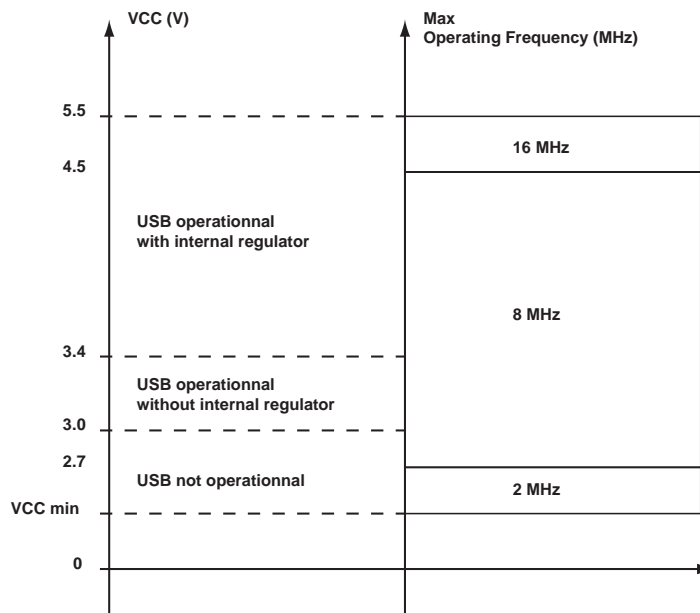 VCC (V)
Max
Operating Frequency (MHz)
5.5
16 MHz
4.5
USB operationnal
with internal regulator
8 MHz
3.4
USB operationnal
without internal regulator
3.0
2.7
USB not operationnal
2 MHz
VCC min
0